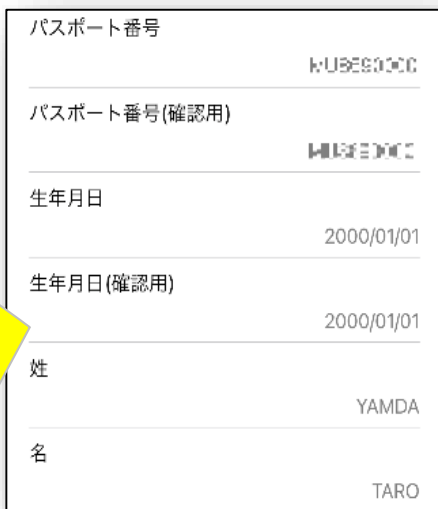 パスポート番号
パスポート番号(確認用)
生年月日
2000/01/01
生年月日(確認用)
2000/01/01
姓
YAMDA
名
TARO